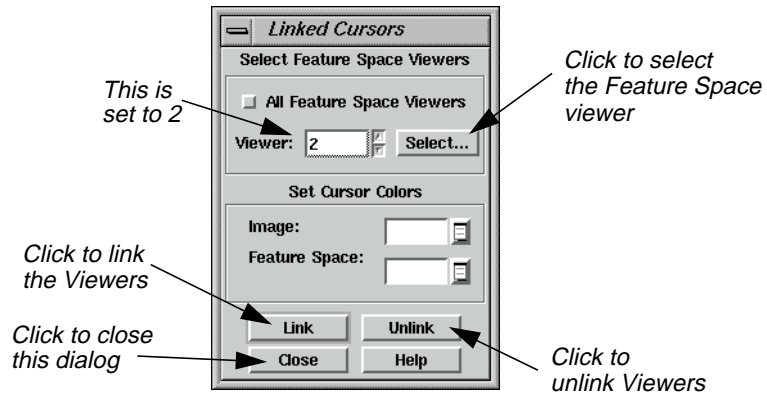 Linked Cursors
Select Feature Space Viewers
Click to select
the Feature Space
viewer
This is
set to 2
All Feature Space Viewers
Viewer: 2 Select...
Set Cursor Colors
Image:
Feature Space:
Click to link
the Viewers
Link Unlink
Click to close
this dialog
Close Help
Click to
unlink Viewers